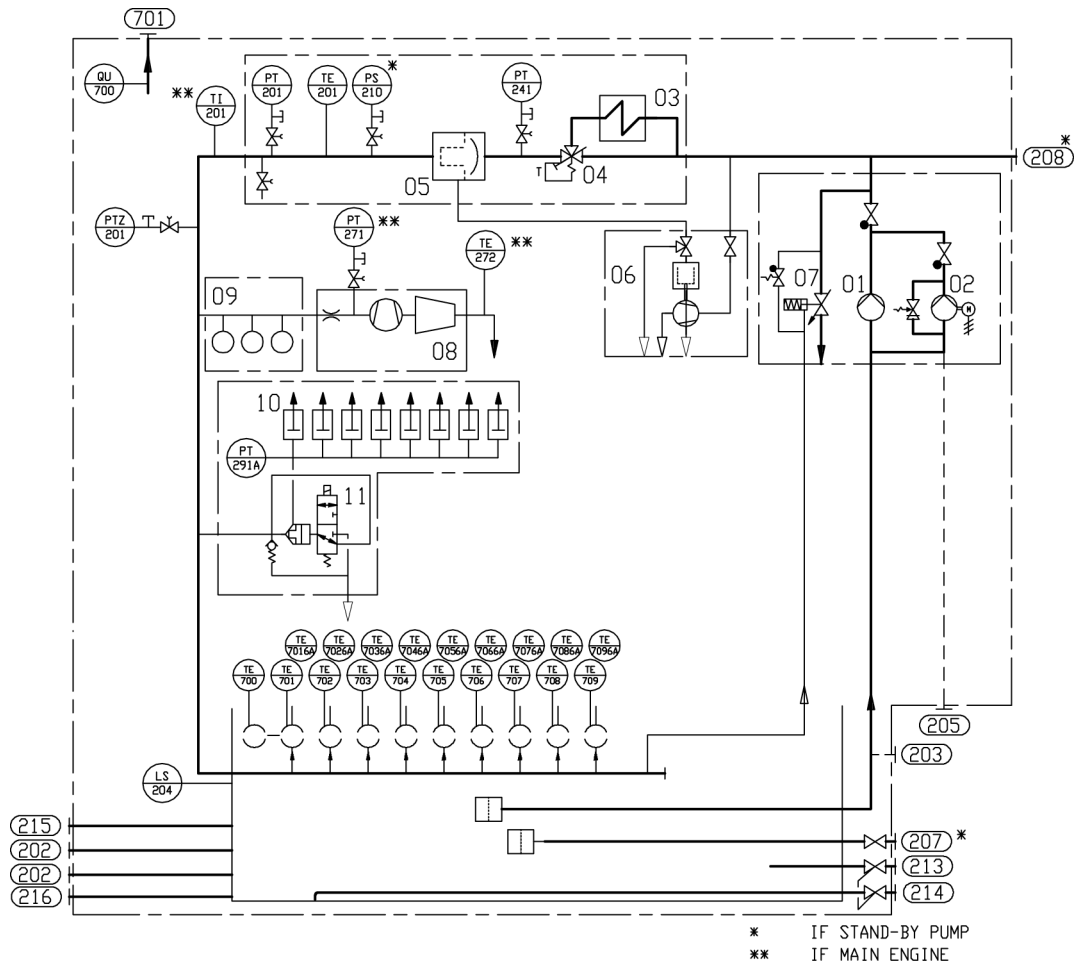 701
QU 700
** TI 201
PT 201
TE 201
PS 210 *
PT 241
03
04
T
05
208 *
PTZ 201
PT 271 **
TE 272 **
06
07
01
02
M
09
08
10
PT 291A
11
TE 7016A
TE 7026A
TE 7036A
TE 7046A
TE 7056A
TE 7066A
TE 7076A
TE 7086A
TE 7096A
TE 700
TE 701
TE 702
TE 703
TE 704
TE 705
TE 706
TE 707
TE 708
TE 709
205
203
LS 204
215
202
202
216
207 *
213
214
* IF STAND-BY PUMP
** IF MAIN ENGINE